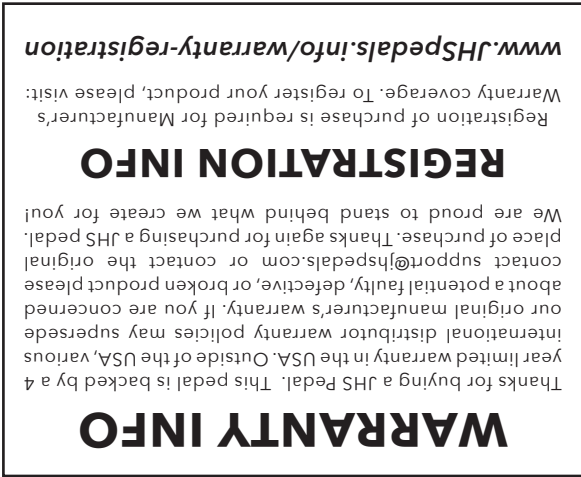 WARRANTY INFO
Thanks for buying a JHS Pedal. This pedal is backed by a 4
year limited warranty in the USA. Outside of the USA, various
international distributor warranty policies may supersede
our original manufacturer's warranty. If you are concerned
about a potential faulty, defective, or broken product please
contact support@jhspedals.com or contact the original
place of purchase. Thanks again for purchasing a JHS pedal.
We are proud to stand behind what we create for you!
REGISTRATION INFO
Registration of purchase is required for Manufacturer's
Warranty coverage. To register your product, please visit:
www.JHSPedals.info/warranty-registration